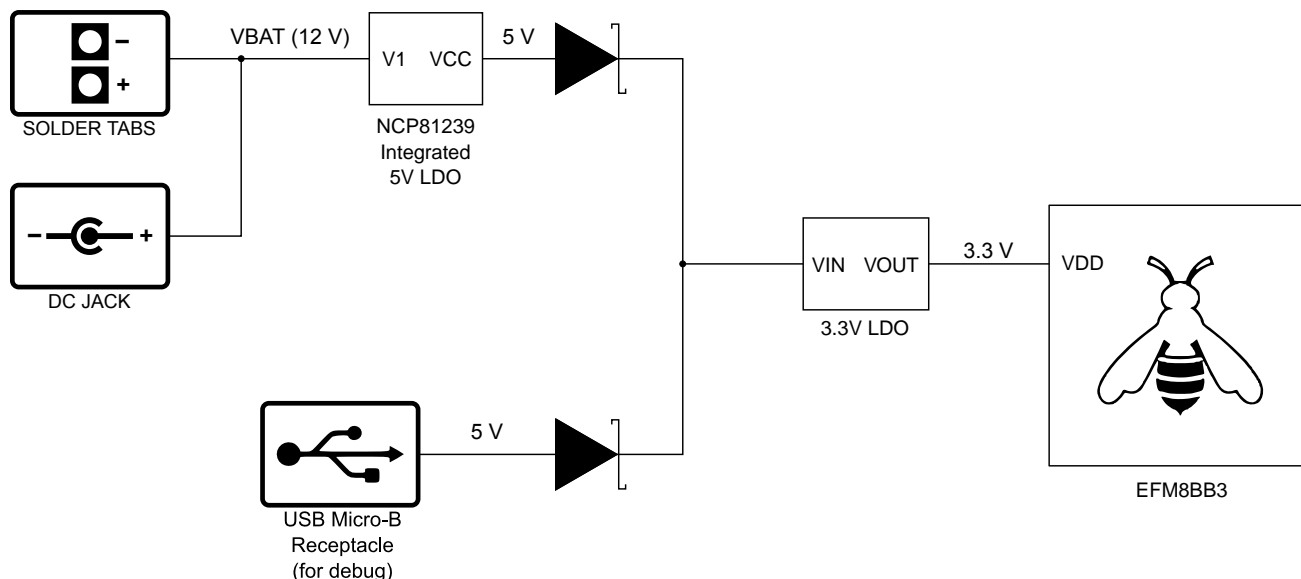 −
+
SOLDER TABS
VBAT (12 V)
V1 VCC
NCP81239
Integrated
5V LDO
5 V
− +
DC JACK
VIN VOUT
3.3V LDO
3.3 V
VDD
EFM8BB3
5 V
USB Micro-B
Receptacle
(for debug)